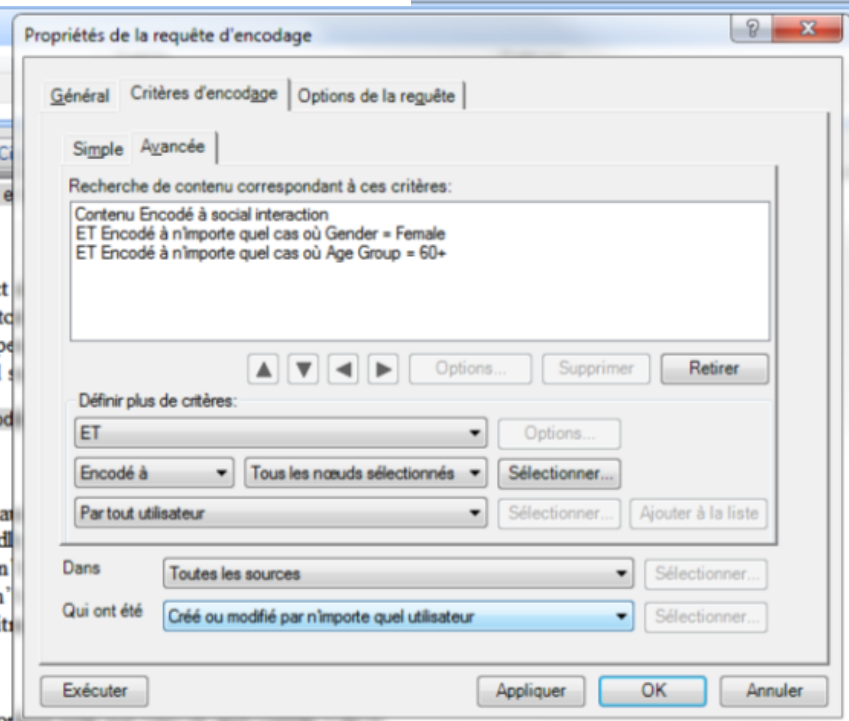 Propriétés de la requête d'encodage
Général Critères d'encodage Options de la requête
Simple Avancée
Recherche de contenu correspondant à ces critères:
Contenu Encodé à social interaction
ET Encodé à n'importe quel cas où Gender = Female
ET Encodé à n'importe quel cas où Age Group = 60+
Options... Supprimer Retirer
Définir plus de critères:
ET Options...
Encodé à Tous les nœuds sélectionnés Sélectionner...
Par tout utilisateur Sélectionner... Ajouter à la liste
Dans Toutes les sources Sélectionner...
Qui ont été Créé ou modifié par n'importe quel utilisateur Sélectionner...
Exécuter Appliquer OK Annuler